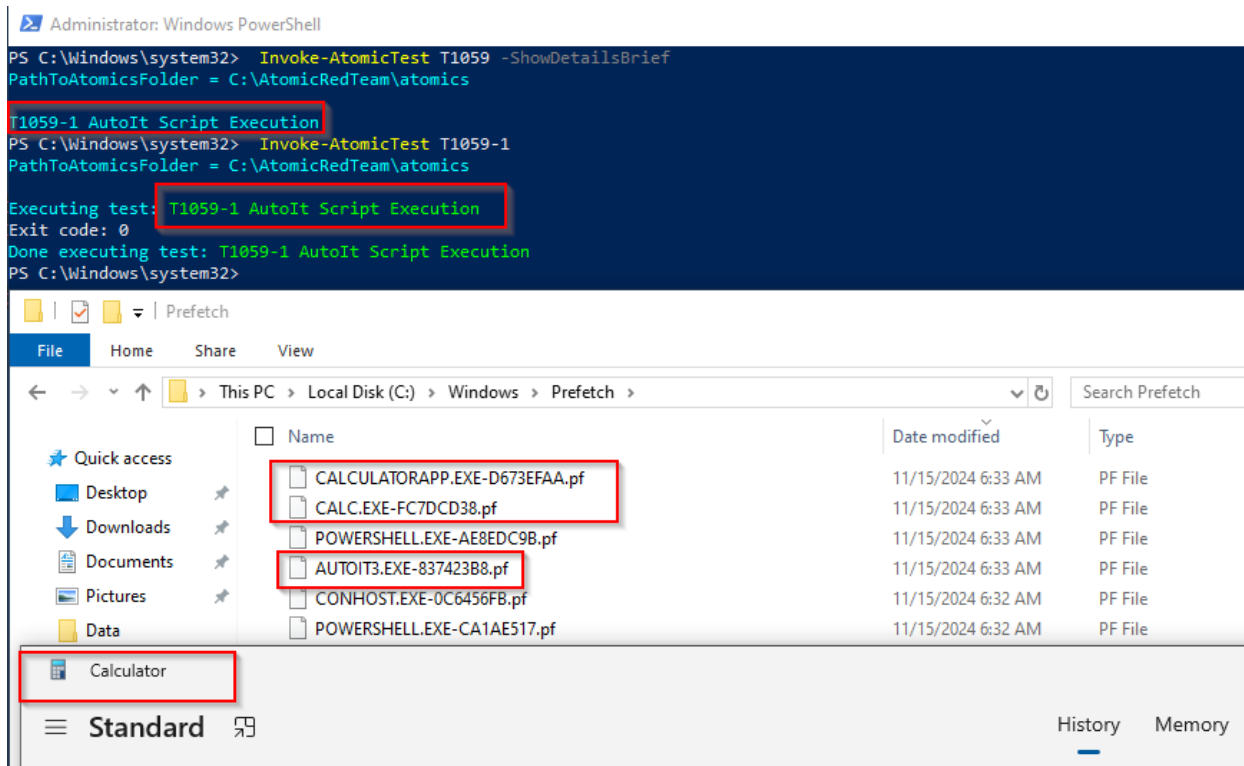 Administrator: Windows PowerShell
PS C:\Windows\system32>  Invoke-AtomicTest T1059 -ShowDetailsBrief
PathToAtomicsFolder = C:\AtomicRedTeam\atomics
T1059-1 AutoIt Script Execution
PS C:\Windows\system32>  Invoke-AtomicTest T1059-1
PathToAtomicsFolder = C:\AtomicRedTeam\atomics
Executing test: T1059-1 AutoIt Script Execution
Exit code: 0
Done executing test: T1059-1 AutoIt Script Execution
PS C:\Windows\system32>
Prefetch
File Home Share View
This PC > Local Disk (C:) > Windows > Prefetch > Search Prefetch
Name Date modified Type
Quick access
CALCULATORAPP.EXE-D673EFAA.pf 11/15/2024 6:33 AM PF File
Desktop CALC.EXE-FC7DCD38.pf 11/15/2024 6:33 AM PF File
Downloads POWERSHELL.EXE-AE8EDC9B.pf 11/15/2024 6:33 AM PF File
Documents AUTOIT3.EXE-837423B8.pf 11/15/2024 6:33 AM PF File
Pictures CONHOST.EXE-0C6456FB.pf 11/15/2024 6:32 AM PF File
Data POWERSHELL.EXE-CA1AE517.pf 11/15/2024 6:32 AM PF File
Calculator
Standard History Memory